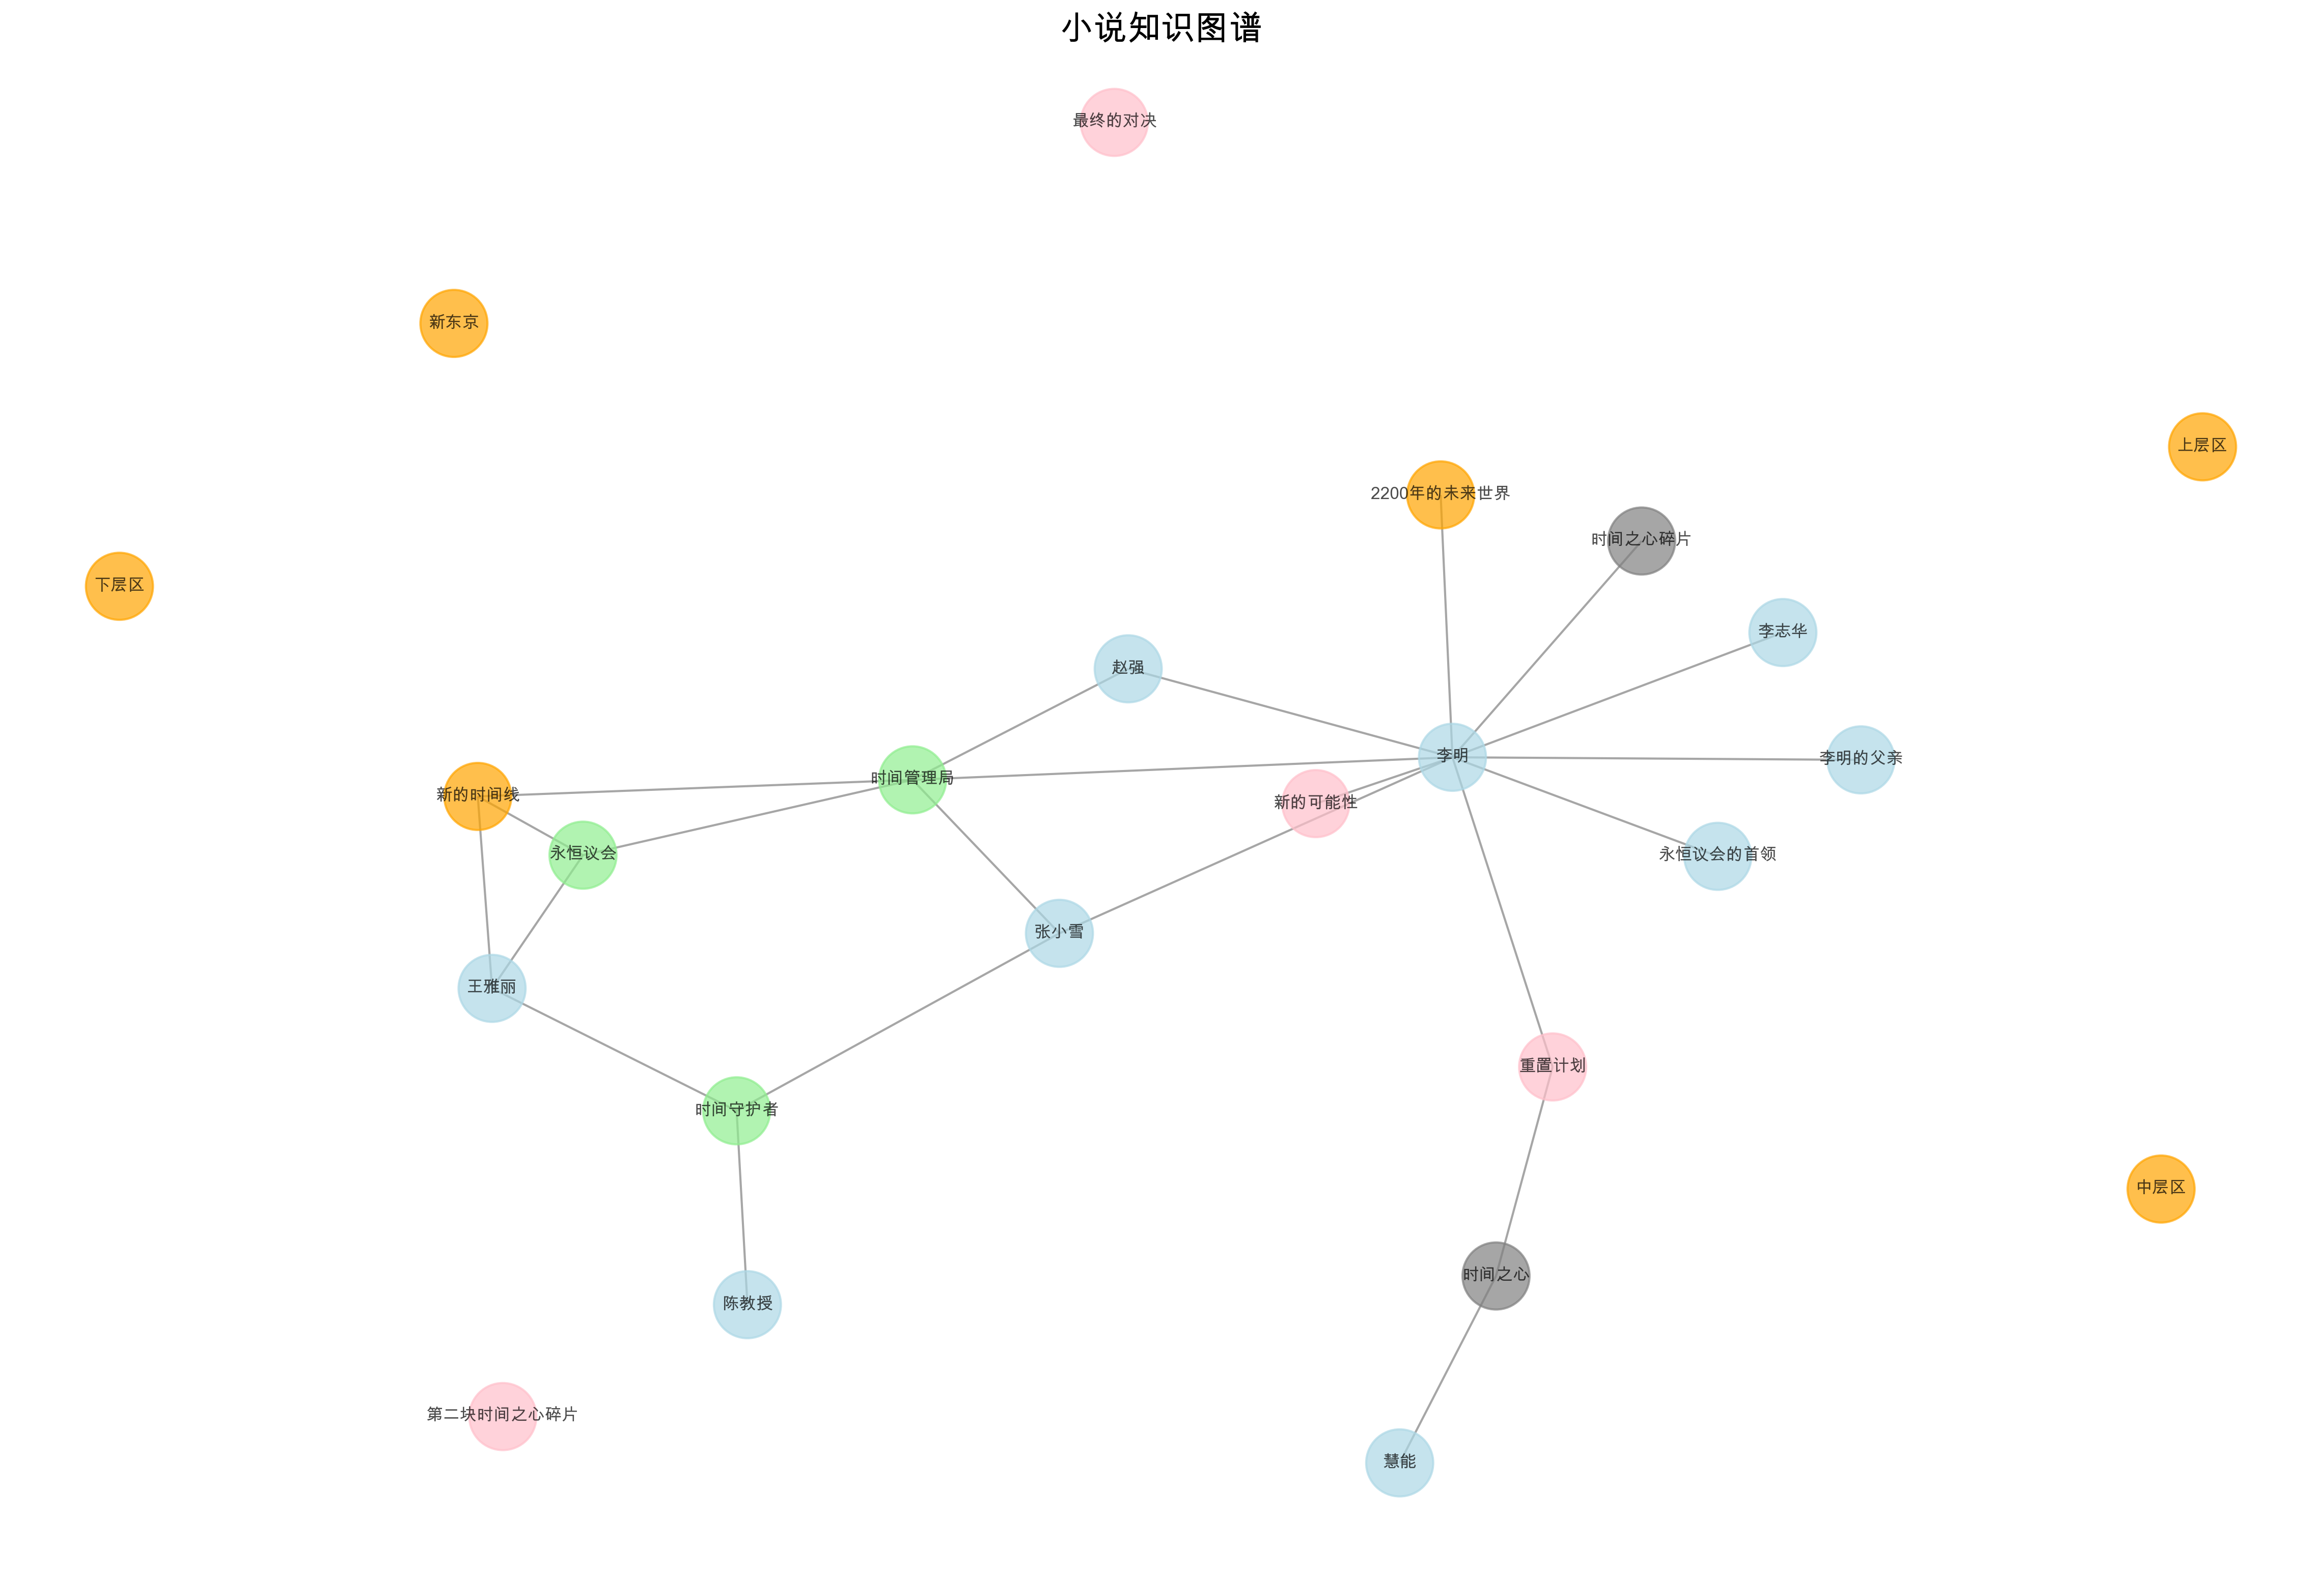 小说知识图谱
最终的对决
新东京
上层区
2200年的未来世界
时间之心碎片
下层区
李志华
赵强
李明
李明的父亲
时间管理局
新的时间线
新的可能性
永恒议会
永恒议会的首领
张小雪
王雅丽
重置计划
时间守护者
中层区
时间之心
陈教授
第二块时间之心碎片
慧能